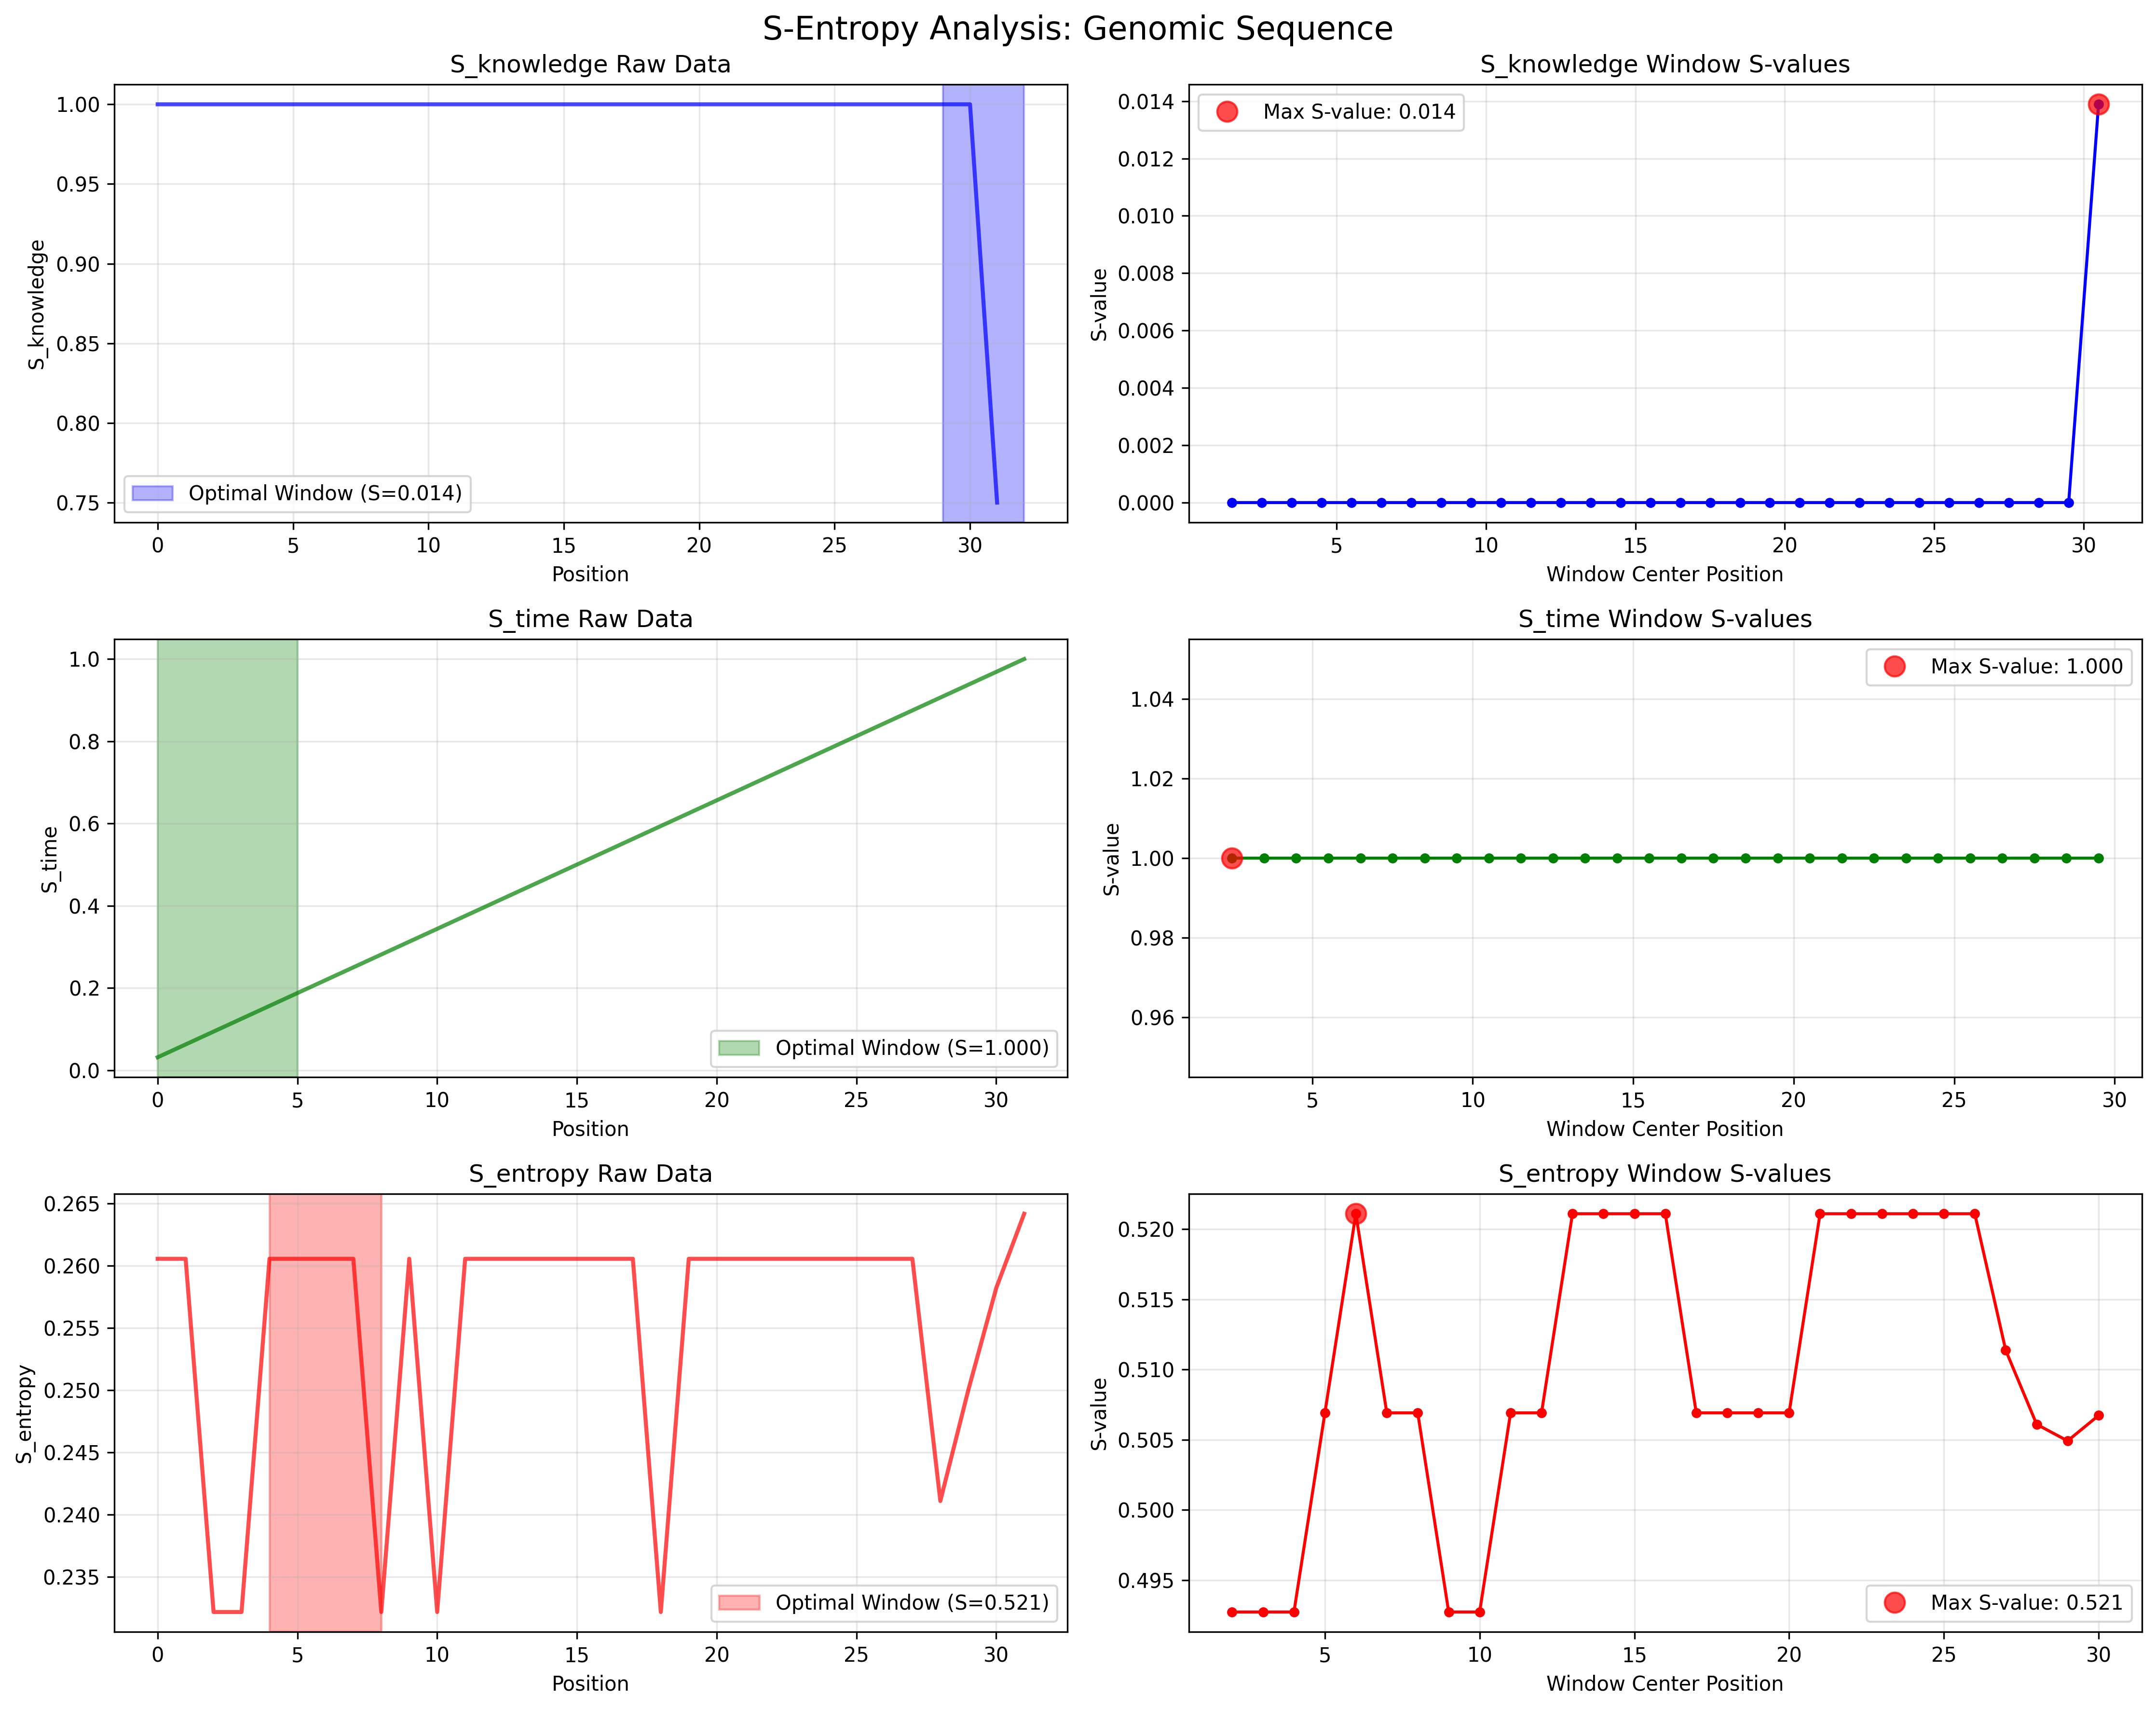 S-Entropy Analysis: Genomic Sequence
S_knowledge Raw Data
S_knowledge
1.00
0.95
0.90
0.85
0.80
0.75
Optimal Window (S=0.014)
0 5 10 15 20 25 30
Position
S_knowledge Window S-values
S-value
0.014
0.012
0.010
0.008
0.006
0.004
0.002
0.000
Max S-value: 0.014
5 10 15 20 25 30
Window Center Position
S_time Raw Data
S_time
1.0
0.8
0.6
0.4
0.2
0.0
Optimal Window (S=1.000)
0 5 10 15 20 25 30
Position
S_time Window S-values
S-value
Max S-value: 1.000
1.04
1.02
1.00
0.98
0.96
5 10 15 20 25 30
Window Center Position
S_entropy Raw Data
S_entropy
0.265
0.260
0.255
0.250
0.245
0.240
0.235
Optimal Window (S=0.521)
0 5 10 15 20 25 30
Position
S_entropy Window S-values
S-value
0.520
0.515
0.510
0.505
0.500
0.495
Max S-value: 0.521
5 10 15 20 25 30
Window Center Position